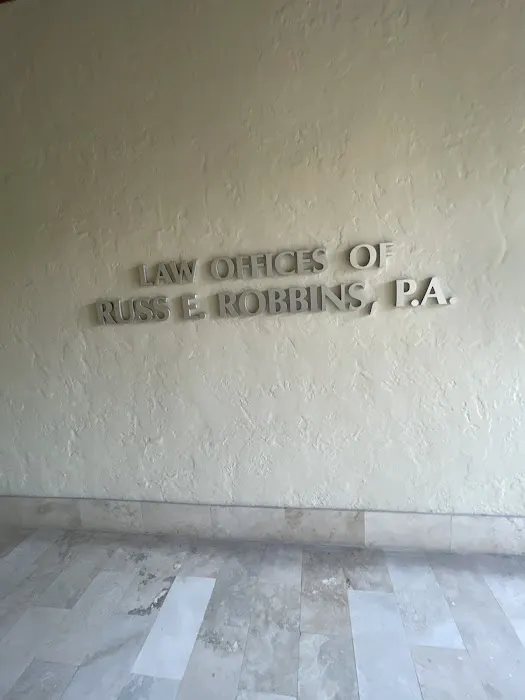 LAW OFFICES OF
RUSS E. ROBBINS, P.A.